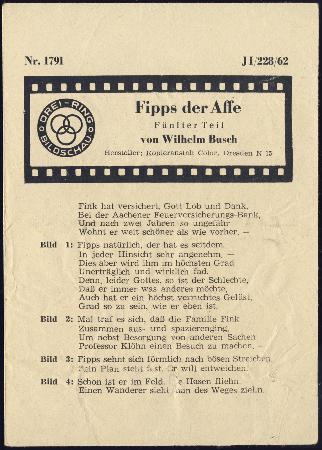 Nr. 1791
J I/228/62
DREI-RING
BILDSCHAU
Fipps der Affe
Fünfter Teil
von Wilhelm Busch
Hersteller: Kopieranstalt Color, Dresden N 15
Fink hat versichert, Gott Lob und Dank,
Bei der Aachener Feuerversicherungs-Bank,
Und nach zwei Jahren so ungefähr
Wohnt er weit schöner als wie vorher. —
Bild 1: Fipps natürlich, der hat es seitdem
In jeder Hinsicht sehr angenehm. —
Dies aber wird ihm im höchsten Grad
Unerträglich und wirklich fad.
Denn, leider Gottes, so ist der Schlechte,
Daß er immer was anderes möchte,
Auch hat er ein höchst verruchtes Gelüst,
Grad so zu sein, wie er eben ist.
Bild 2: Mal traf es sich, daß die Familie Fink
Zusammen aus- und spazierenging,
Um nebst Besorgung von anderen Sachen
Professor Klöhn einen Besuch zu machen. —
Bild 3: Fipps sehnt sich förmlich nach bösen Streichen.
Sein Plan steht fest, Er will entweichen.
Bild 4: Schon ist er im Feld. Die Hasen fliehn.
Einen Wandrer sieht man des Weges ziehn.